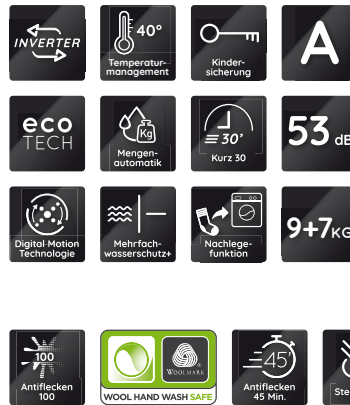 INVERTER
40°
Temperatur-
management
Kinder-
sicherung
A
eco
TECH
Kg
Mengen-
automatik
30'
Kurz 30
53 dB
Digital-Motion
Technologie
Mehrfach-
wasserschutz+
Nachlege-
funktion
9+7KG
100
Antiflecken
100
WOOLMARK
WOOL HAND WASH SAFE
45'
Antiflecken
45 Min.